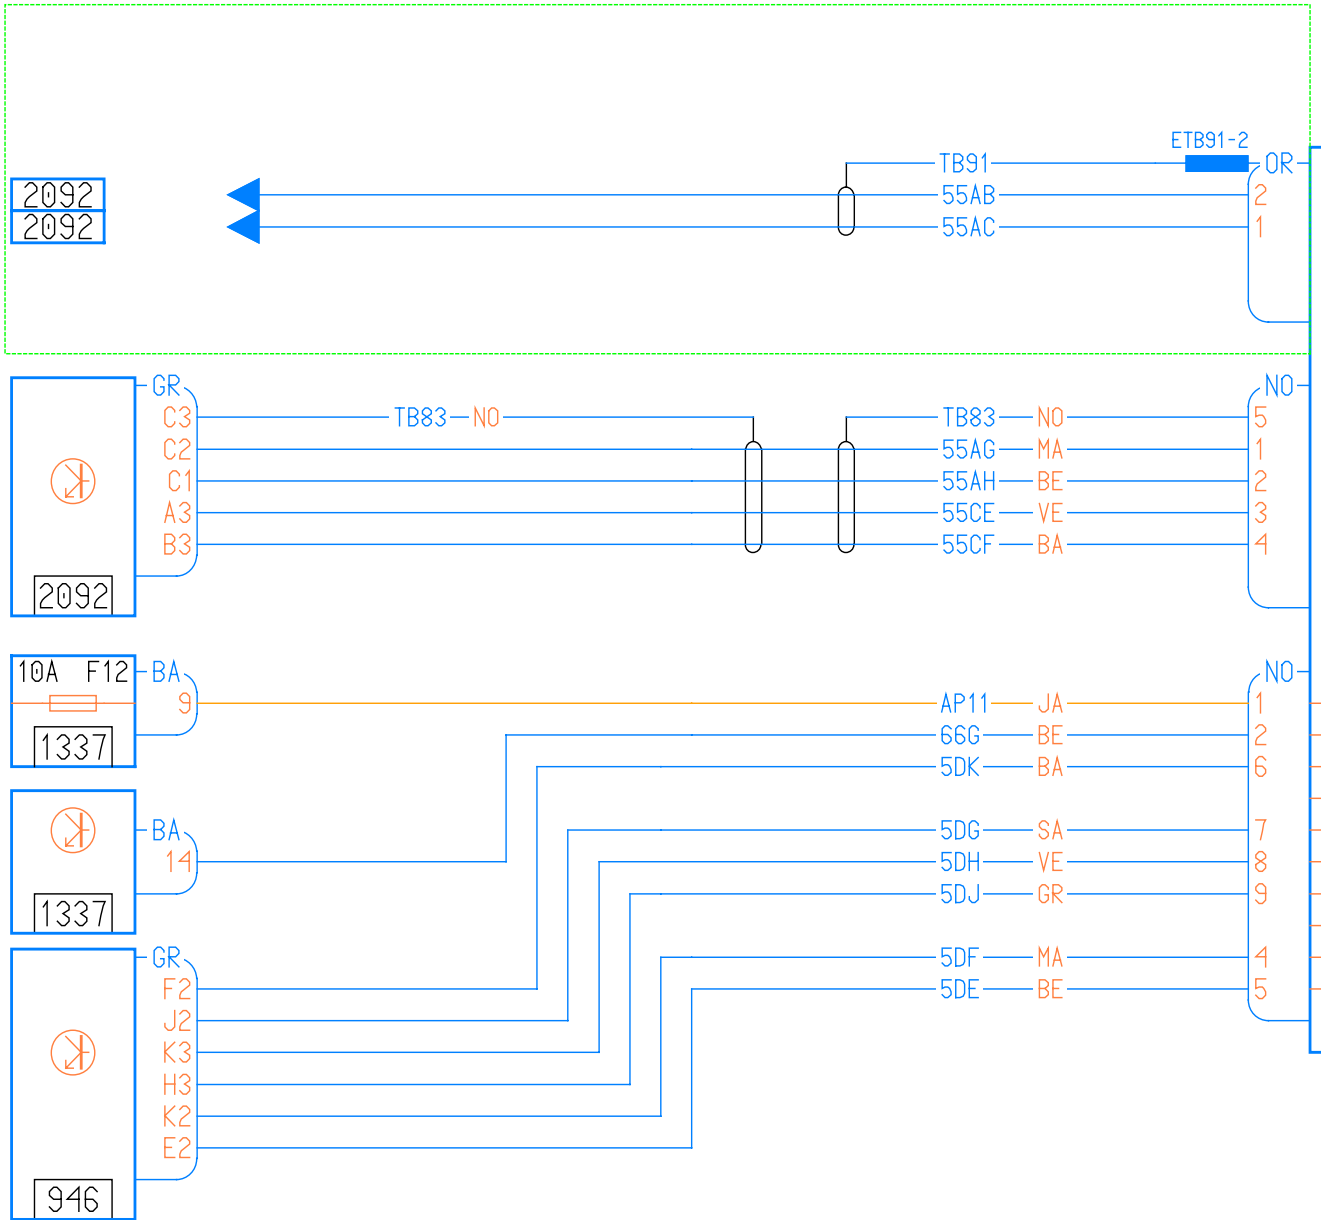 ETB91-2
TB91 OR
2092 55AB 2
2092 55AC 1
GR NO
C3 TB83 NO TB83 NO 5
C2 55AG MA 1
C1 55AH BE 2
A3 55CE VE 3
B3 55CF BA 4
2092
10A F12 BA NO
9 AP11 JA 1
1337 66G BE 2
5DK BA 6
BA 5DG SA 7
14 5DH VE 8
5DJ GR 9
1337
GR 5DF MA 4
F2 5DE BE 5
J2
K3
H3
K2
E2
946